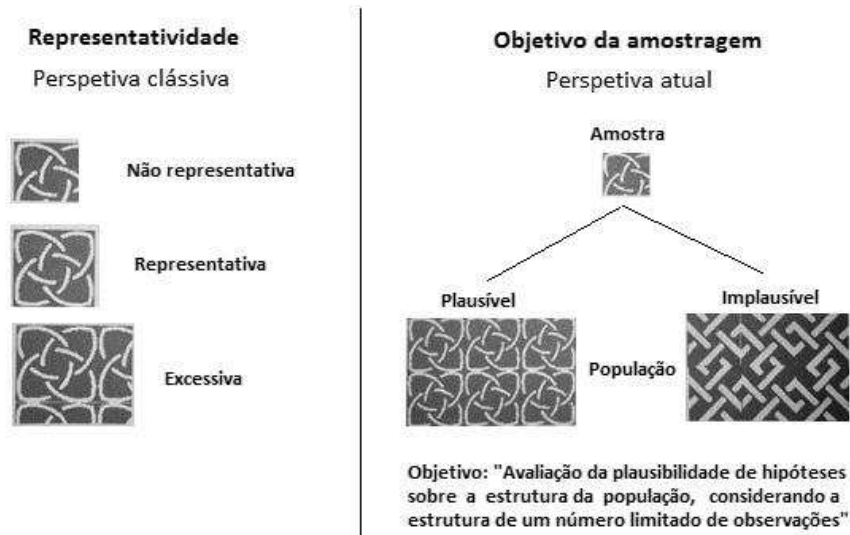 Representatividade
Perspetiva clássiva
Não representativa
Representativa
Excessiva
Objetivo da amostragem
Perspetiva atual
Amostra
Plausível
Implausível
População
Objetivo: "Avaliação da plausibilidade de hipóteses
sobre a estrutura da população, considerando a
estrutura de um número limitado de observações"